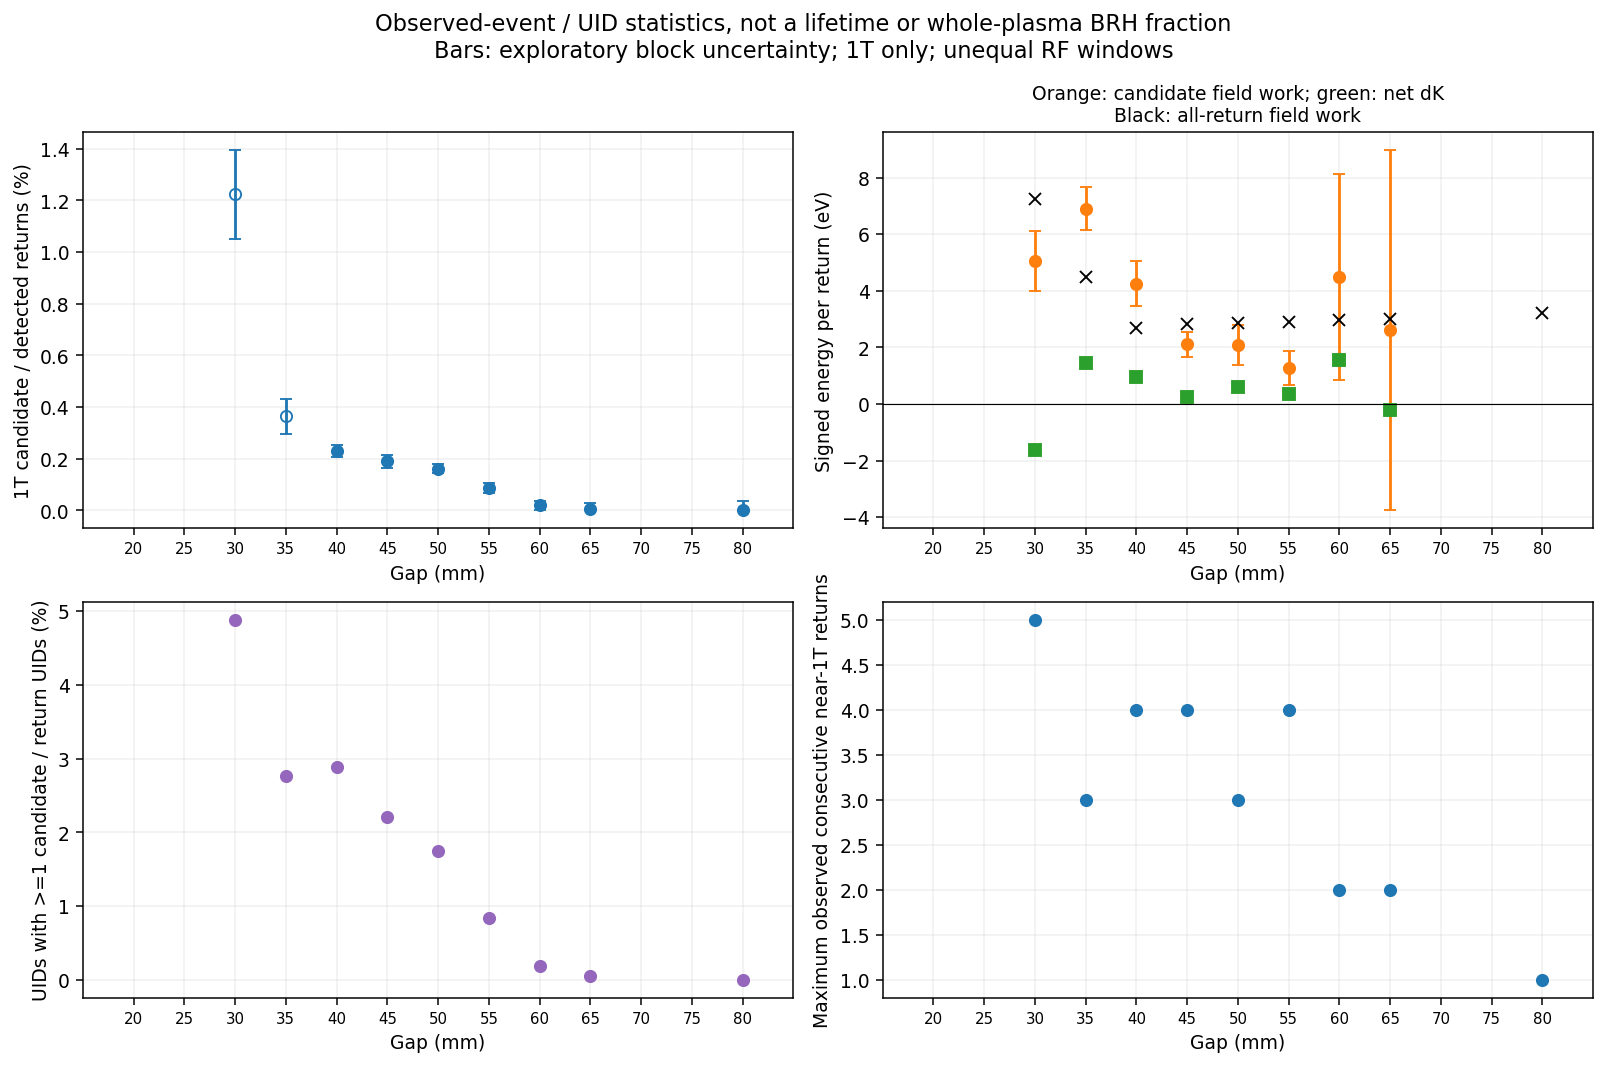 Observed-event / UID statistics, not a lifetime or whole-plasma BRH fraction
Bars: exploratory block uncertainty; 1T only; unequal RF windows
1T candidate / detected returns (%)
1.4
1.2
1.0
0.8
0.6
0.4
0.2
0.0
20 25 30 35 40 45 50 55 60 65 70 75 80
Gap (mm)
Orange: candidate field work; green: net dK
Black: all-return field work
Signed energy per return (eV)
8
6
4
2
0
−2
−4
20 25 30 35 40 45 50 55 60 65 70 75 80
Gap (mm)
UIDs with >=1 candidate / return UIDs (%)
5
4
3
2
1
0
20 25 30 35 40 45 50 55 60 65 70 75 80
Gap (mm)
Maximum observed consecutive near-1T returns
5.0
4.5
4.0
3.5
3.0
2.5
2.0
1.5
1.0
20 25 30 35 40 45 50 55 60 65 70 75 80
Gap (mm)